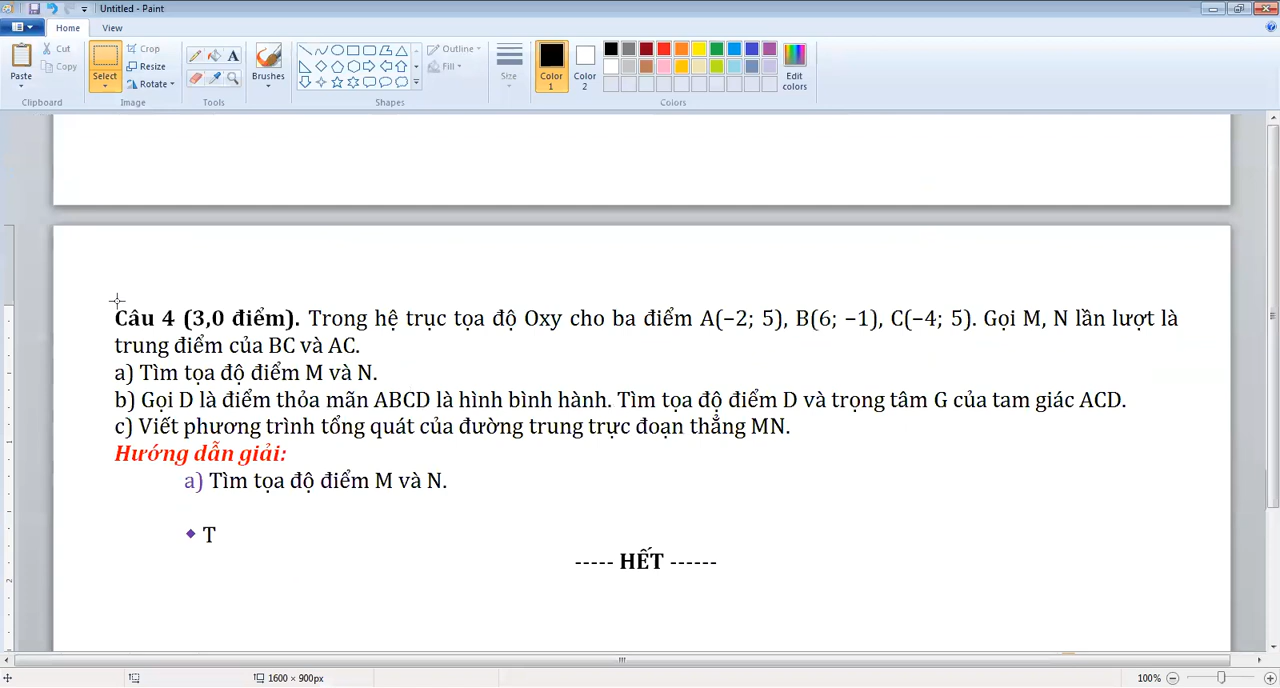 Untitled - Paint
Home View
Paste
Cut
Copy
Clipboard
Select
Crop
Resize
Rotate
Image
A
Tools
Brushes
Outline
Fill
Shapes
Size
Color 1
Color 2
Edit colors
Colors
Câu 4 (3,0 điểm). Trong hệ trục tọa độ Oxy cho ba điểm A(−2; 5), B(6; −1), C(−4; 5). Gọi M, N lần lượt là
trung điểm của BC và AC.
a) Tìm tọa độ điểm M và N.
b) Gọi D là điểm thỏa mãn ABCD là hình bình hành. Tìm tọa độ điểm D và trọng tâm G của tam giác ACD.
c) Viết phương trình tổng quát của đường trung trực đoạn thẳng MN.
Hướng dẫn giải:
a) Tìm tọa độ điểm M và N.
T
----- HẾT ------
1600 × 900px
100%